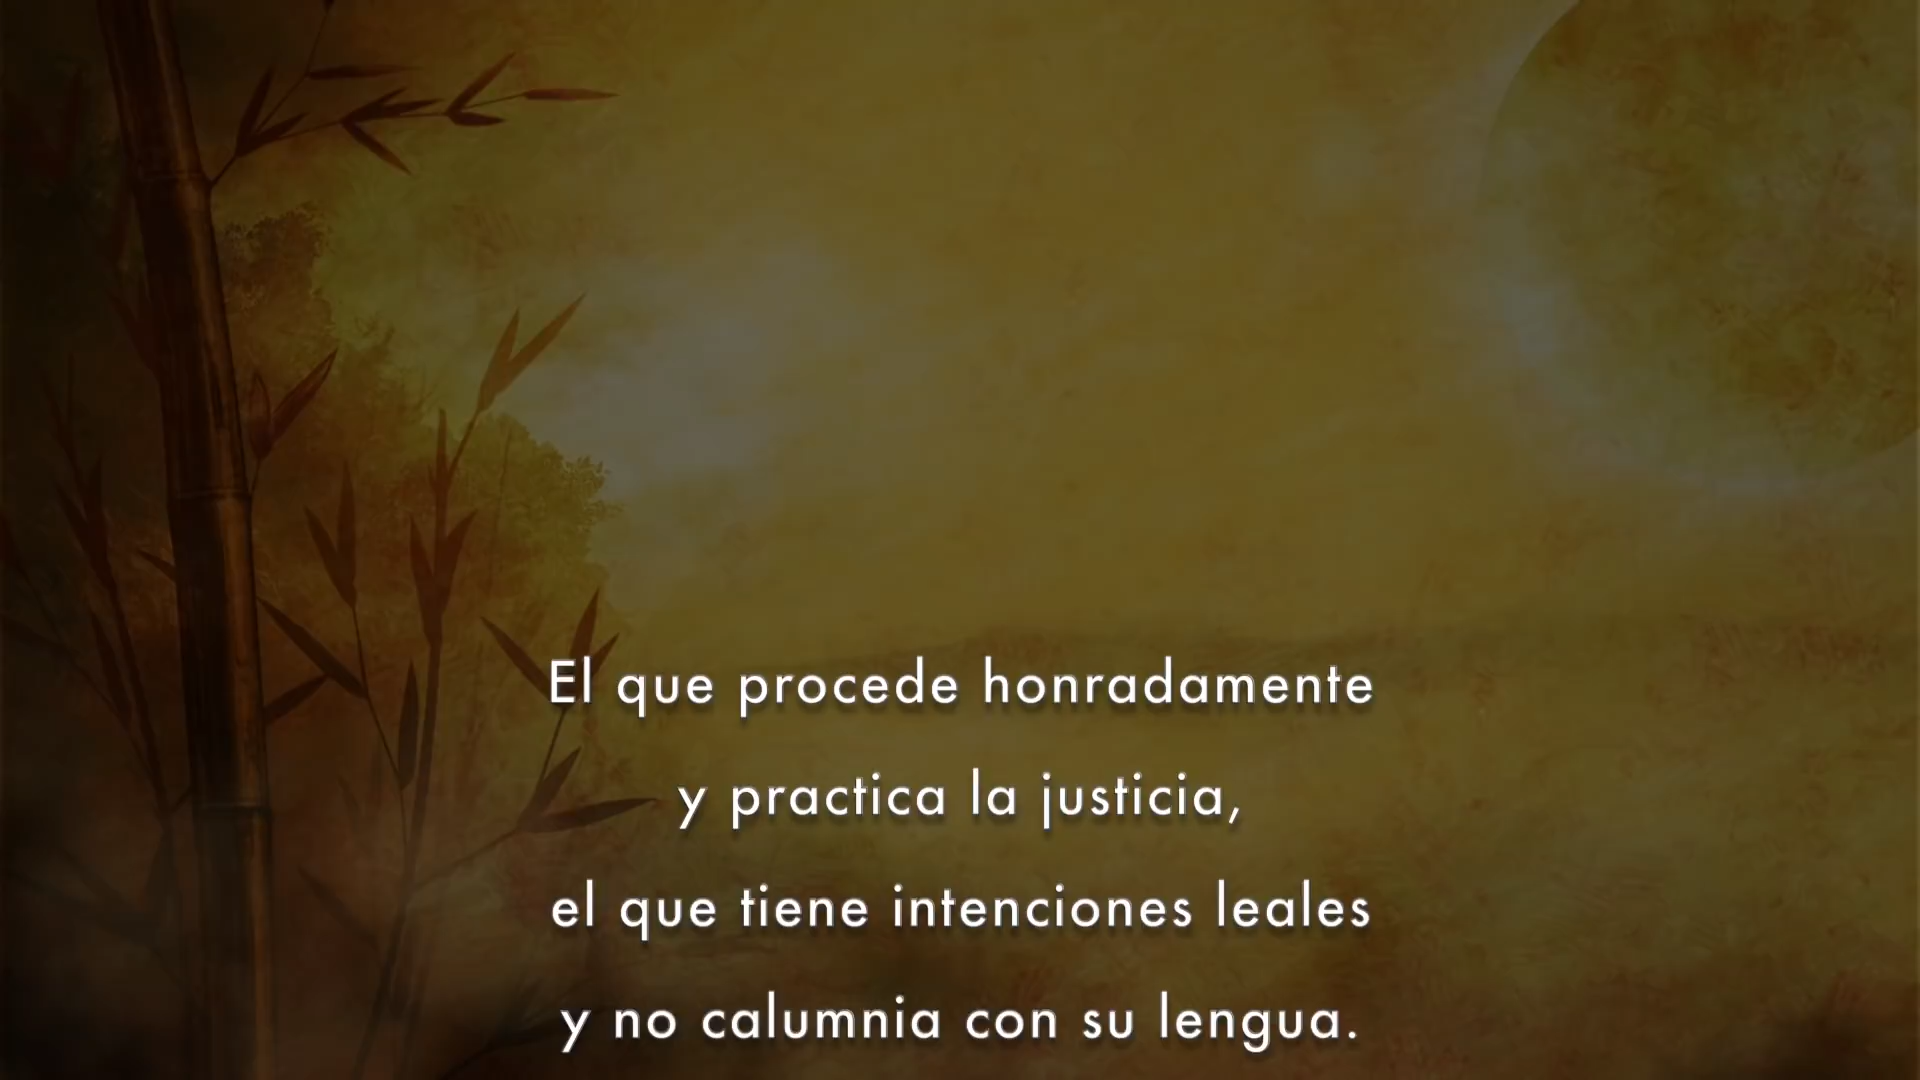 El que procede honradamente
y practica la justicia,
el que tiene intenciones leales
y no calumnia con su lengua.